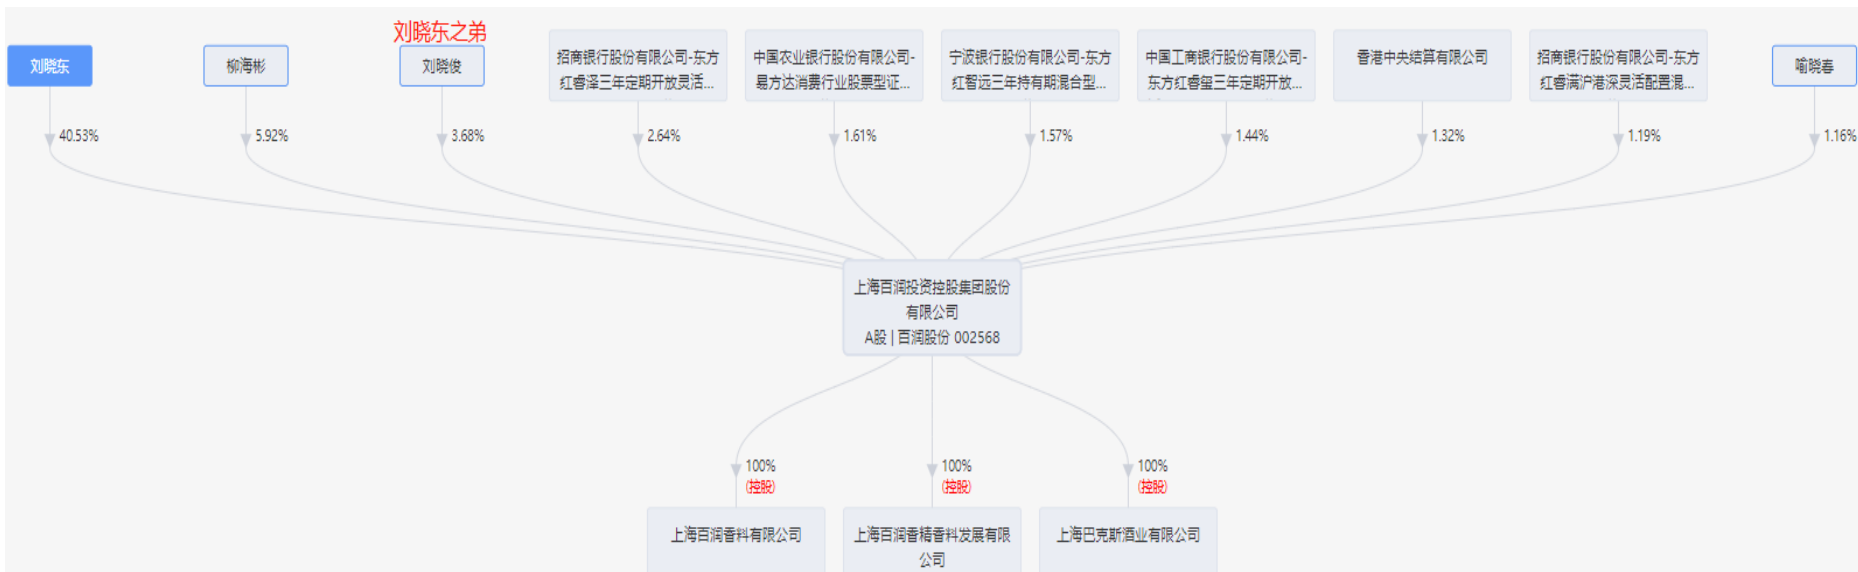 刘晓东之弟
刘晓东
柳海彬
刘晓俊
招商银行股份有限公司-东方
红睿泽三年定期开放灵活...
中国农业银行股份有限公司-
易方达消费行业股票型证...
宁波银行股份有限公司-东方
红智远三年持有期混合型...
中国工商银行股份有限公司-
东方红睿玺三年定期开放...
香港中央结算有限公司
招商银行股份有限公司-东方
红睿满沪港深灵活配置混...
喻晓春
40.53%
5.92%
3.68%
2.64%
1.61%
1.57%
1.44%
1.32%
1.19%
1.16%
上海百润投资控股集团股份
有限公司
A股 | 百润股份 002568
100%
(控股)
100%
(控股)
100%
(控股)
上海百润香料有限公司
上海百润香精香料发展有限
公司
上海巴克斯酒业有限公司